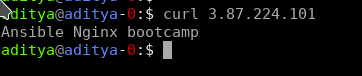 aditya@aditya-0:$ curl 3.87.224.101
Ansible Nginx bootcamp
aditya@aditya-0:$